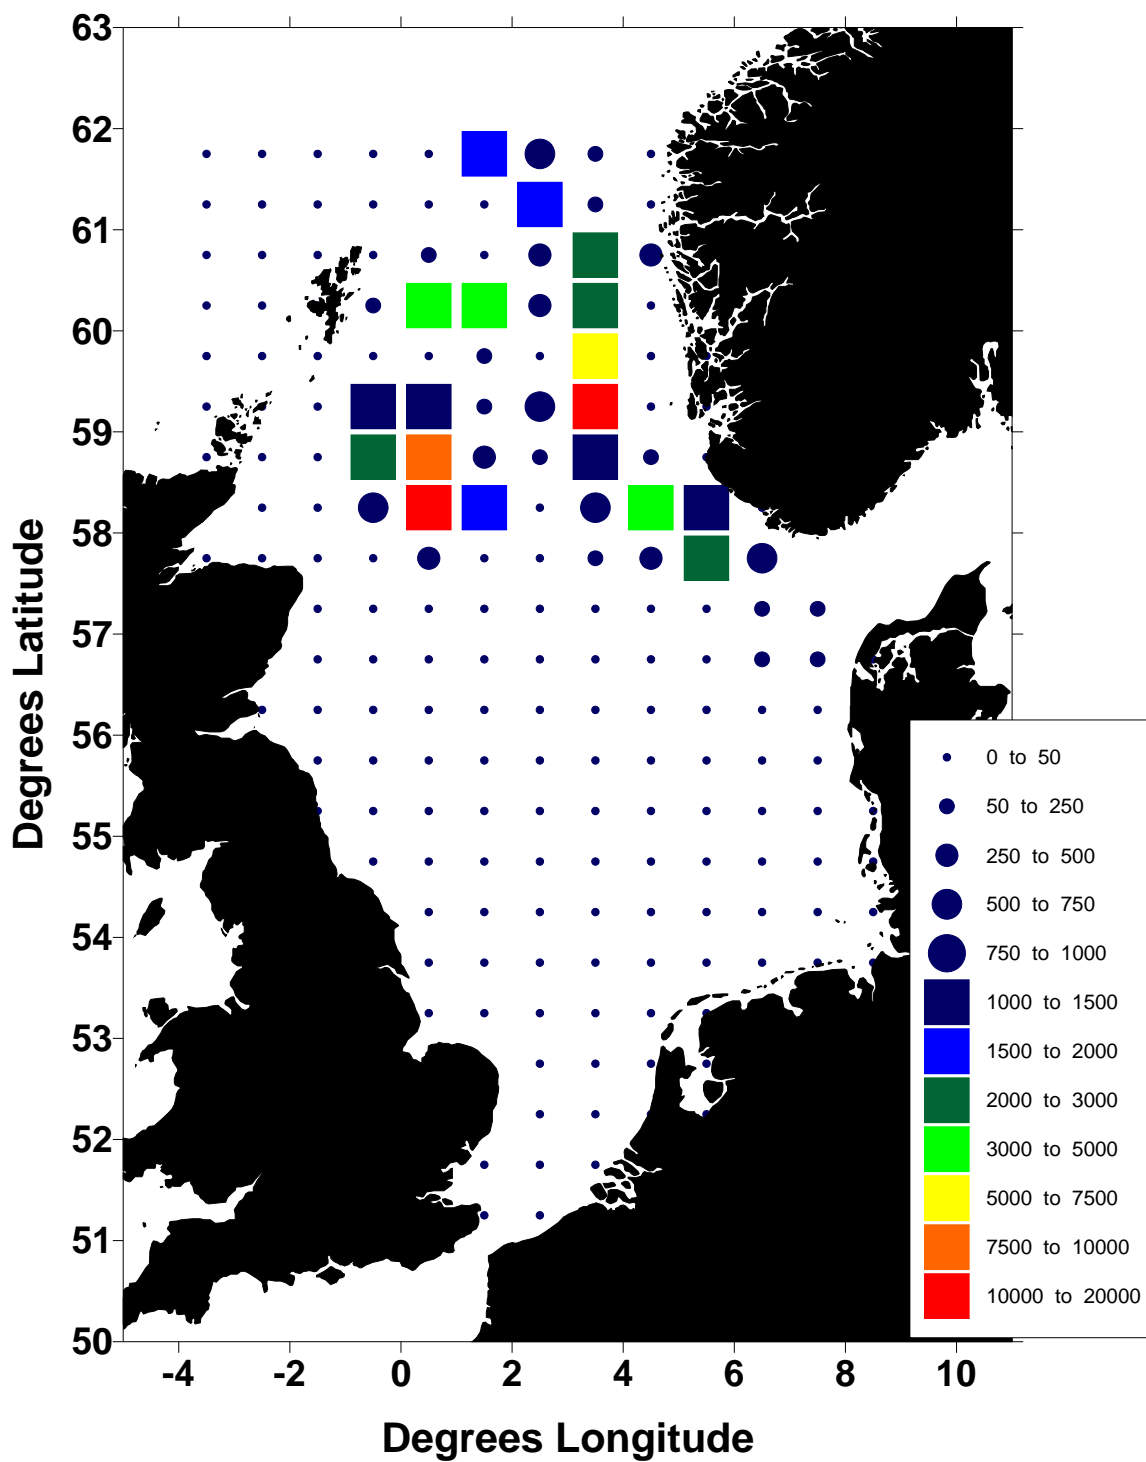 63
62
61
60
59
58
57
56
55
54
53
52
51
50
Degrees Latitude
-4 -2 0 2 4 6 8 10
Degrees Longitude
0 to 50
50 to 250
250 to 500
500 to 750
750 to 1000
1000 to 1500
1500 to 2000
2000 to 3000
3000 to 5000
5000 to 7500
7500 to 10000
10000 to 20000